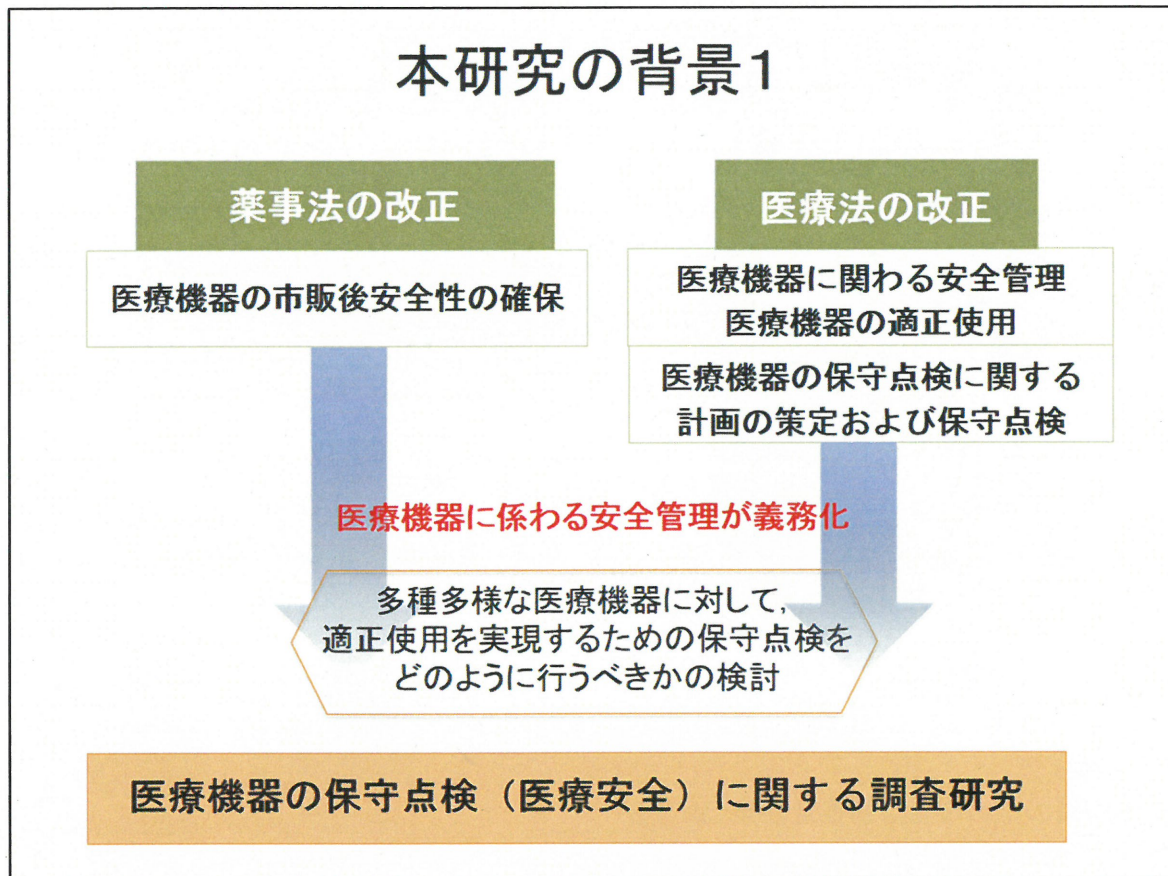 本研究の背景1
薬事法の改正
医療機器の市販後安全性の確保
医療法の改正
医療機器に関わる安全管理
医療機器の適正使用
医療機器の保守点検に関する
計画の策定および保守点検
医療機器に係わる安全管理が義務化
多種多様な医療機器に対して,
適正使用を実現するための保守点検を
どのように行うべきかの検討
医療機器の保守点検（医療安全）に関する調査研究